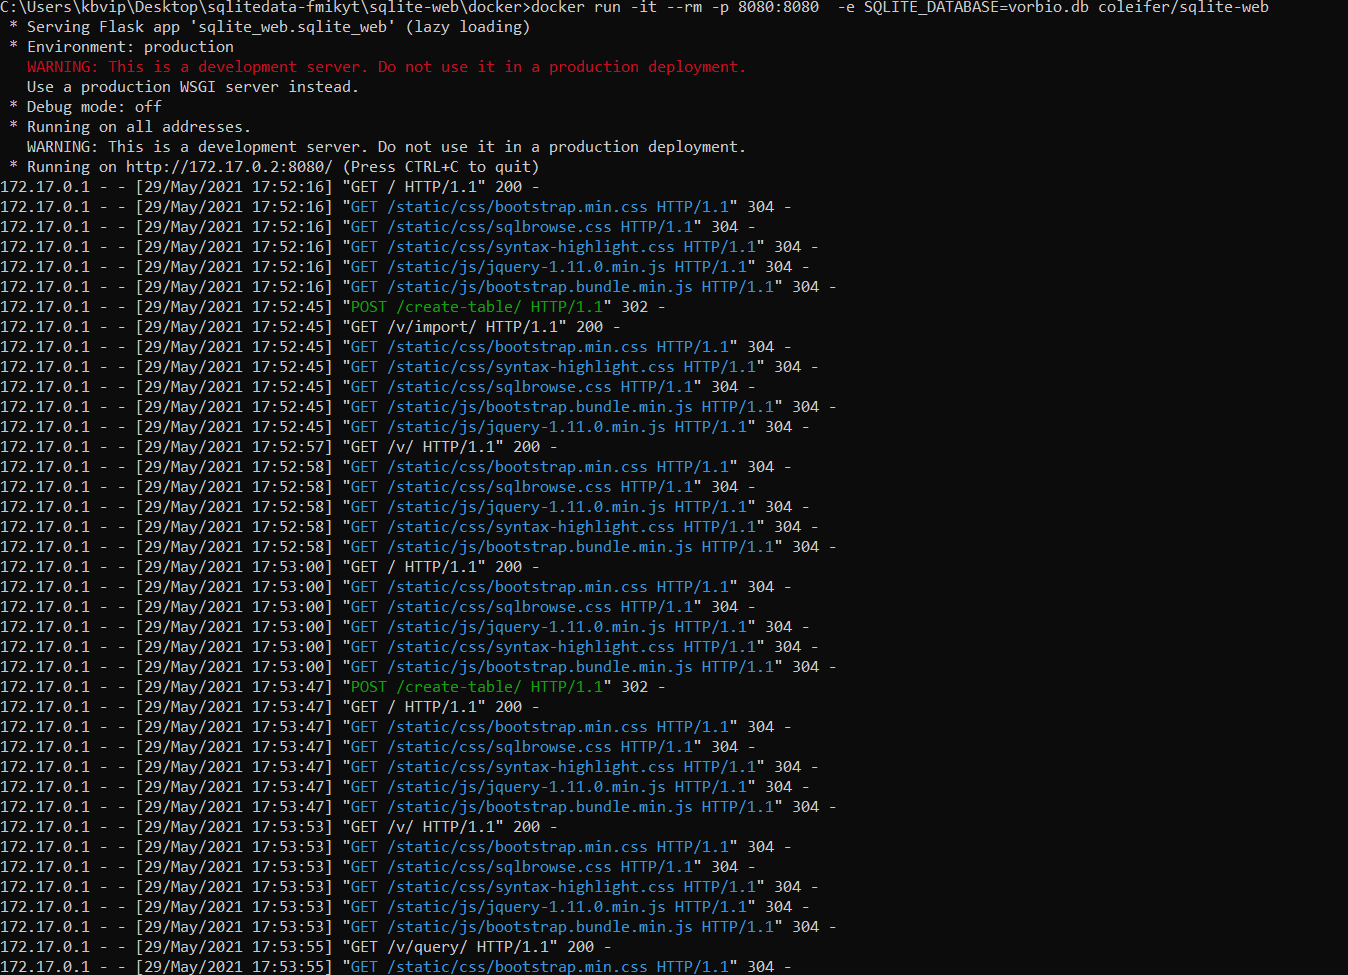 C:\Users\kbvip\Desktop\sqlitedata-fmikyt\sqlite-web\docker>docker run -it --rm -p 8080:8080  -e SQLITE_DATABASE=vorbio.db coleifer/sqlite-web
 * Serving Flask app 'sqlite_web.sqlite_web' (lazy loading)
 * Environment: production
   WARNING: This is a development server. Do not use it in a production deployment.
   Use a production WSGI server instead.
 * Debug mode: off
 * Running on all addresses.
   WARNING: This is a development server. Do not use it in a production deployment.
 * Running on http://172.17.0.2:8080/ (Press CTRL+C to quit)
172.17.0.1 - - [29/May/2021 17:52:16] "GET / HTTP/1.1" 200 -
172.17.0.1 - - [29/May/2021 17:52:16] "GET /static/css/bootstrap.min.css HTTP/1.1" 304 -
172.17.0.1 - - [29/May/2021 17:52:16] "GET /static/css/sqlbrowse.css HTTP/1.1" 304 -
172.17.0.1 - - [29/May/2021 17:52:16] "GET /static/css/syntax-highlight.css HTTP/1.1" 304 -
172.17.0.1 - - [29/May/2021 17:52:16] "GET /static/js/jquery-1.11.0.min.js HTTP/1.1" 304 -
172.17.0.1 - - [29/May/2021 17:52:16] "GET /static/js/bootstrap.bundle.min.js HTTP/1.1" 304 -
172.17.0.1 - - [29/May/2021 17:52:45] "POST /create-table/ HTTP/1.1" 302 -
172.17.0.1 - - [29/May/2021 17:52:45] "GET /v/import/ HTTP/1.1" 200 -
172.17.0.1 - - [29/May/2021 17:52:45] "GET /static/css/bootstrap.min.css HTTP/1.1" 304 -
172.17.0.1 - - [29/May/2021 17:52:45] "GET /static/css/syntax-highlight.css HTTP/1.1" 304 -
172.17.0.1 - - [29/May/2021 17:52:45] "GET /static/css/sqlbrowse.css HTTP/1.1" 304 -
172.17.0.1 - - [29/May/2021 17:52:45] "GET /static/js/bootstrap.bundle.min.js HTTP/1.1" 304 -
172.17.0.1 - - [29/May/2021 17:52:45] "GET /static/js/jquery-1.11.0.min.js HTTP/1.1" 304 -
172.17.0.1 - - [29/May/2021 17:52:57] "GET /v/ HTTP/1.1" 200 -
172.17.0.1 - - [29/May/2021 17:52:58] "GET /static/css/bootstrap.min.css HTTP/1.1" 304 -
172.17.0.1 - - [29/May/2021 17:52:58] "GET /static/css/sqlbrowse.css HTTP/1.1" 304 -
172.17.0.1 - - [29/May/2021 17:52:58] "GET /static/js/jquery-1.11.0.min.js HTTP/1.1" 304 -
172.17.0.1 - - [29/May/2021 17:52:58] "GET /static/css/syntax-highlight.css HTTP/1.1" 304 -
172.17.0.1 - - [29/May/2021 17:52:58] "GET /static/js/bootstrap.bundle.min.js HTTP/1.1" 304 -
172.17.0.1 - - [29/May/2021 17:53:00] "GET / HTTP/1.1" 200 -
172.17.0.1 - - [29/May/2021 17:53:00] "GET /static/css/bootstrap.min.css HTTP/1.1" 304 -
172.17.0.1 - - [29/May/2021 17:53:00] "GET /static/css/sqlbrowse.css HTTP/1.1" 304 -
172.17.0.1 - - [29/May/2021 17:53:00] "GET /static/js/jquery-1.11.0.min.js HTTP/1.1" 304 -
172.17.0.1 - - [29/May/2021 17:53:00] "GET /static/css/syntax-highlight.css HTTP/1.1" 304 -
172.17.0.1 - - [29/May/2021 17:53:00] "GET /static/js/bootstrap.bundle.min.js HTTP/1.1" 304 -
172.17.0.1 - - [29/May/2021 17:53:47] "POST /create-table/ HTTP/1.1" 302 -
172.17.0.1 - - [29/May/2021 17:53:47] "GET / HTTP/1.1" 200 -
172.17.0.1 - - [29/May/2021 17:53:47] "GET /static/css/bootstrap.min.css HTTP/1.1" 304 -
172.17.0.1 - - [29/May/2021 17:53:47] "GET /static/css/sqlbrowse.css HTTP/1.1" 304 -
172.17.0.1 - - [29/May/2021 17:53:47] "GET /static/css/syntax-highlight.css HTTP/1.1" 304 -
172.17.0.1 - - [29/May/2021 17:53:47] "GET /static/js/jquery-1.11.0.min.js HTTP/1.1" 304 -
172.17.0.1 - - [29/May/2021 17:53:47] "GET /static/js/bootstrap.bundle.min.js HTTP/1.1" 304 -
172.17.0.1 - - [29/May/2021 17:53:53] "GET /v/ HTTP/1.1" 200 -
172.17.0.1 - - [29/May/2021 17:53:53] "GET /static/css/bootstrap.min.css HTTP/1.1" 304 -
172.17.0.1 - - [29/May/2021 17:53:53] "GET /static/css/sqlbrowse.css HTTP/1.1" 304 -
172.17.0.1 - - [29/May/2021 17:53:53] "GET /static/css/syntax-highlight.css HTTP/1.1" 304 -
172.17.0.1 - - [29/May/2021 17:53:53] "GET /static/js/jquery-1.11.0.min.js HTTP/1.1" 304 -
172.17.0.1 - - [29/May/2021 17:53:53] "GET /static/js/bootstrap.bundle.min.js HTTP/1.1" 304 -
172.17.0.1 - - [29/May/2021 17:53:55] "GET /v/query/ HTTP/1.1" 200 -
172.17.0.1 - - [29/May/2021 17:53:55] "GET /static/css/bootstrap.min.css HTTP/1.1" 304 -